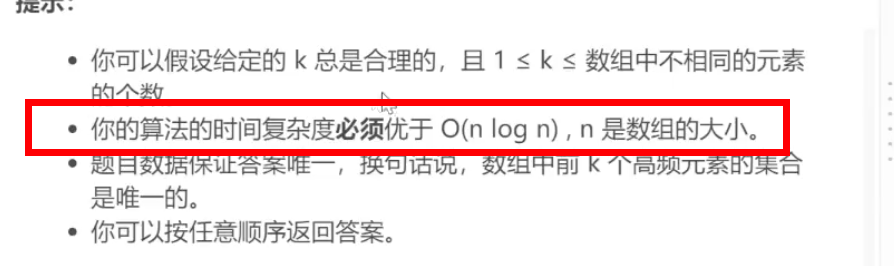 提示：
你可以假设给定的 k 总是合理的，且 1 ≤ k ≤ 数组中不相同的元素
的个数
你的算法的时间复杂度必须优于 O(n log n) , n 是数组的大小。
题目数据保证答案唯一，换句话说，数组中前 k 个高频元素的集合
是唯一的。
你可以按任意顺序返回答案。